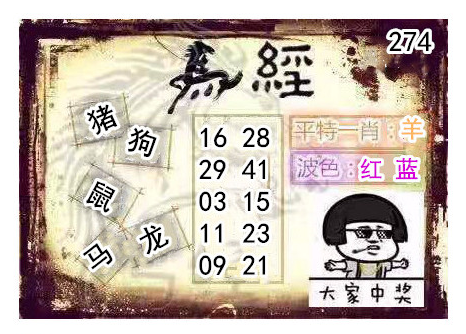 274
馬經
猪
狗
鼠
马 龙
16 28
29 41
03 15
11 23
09 21
平特一肖:羊
波色:红 蓝
大家中奖